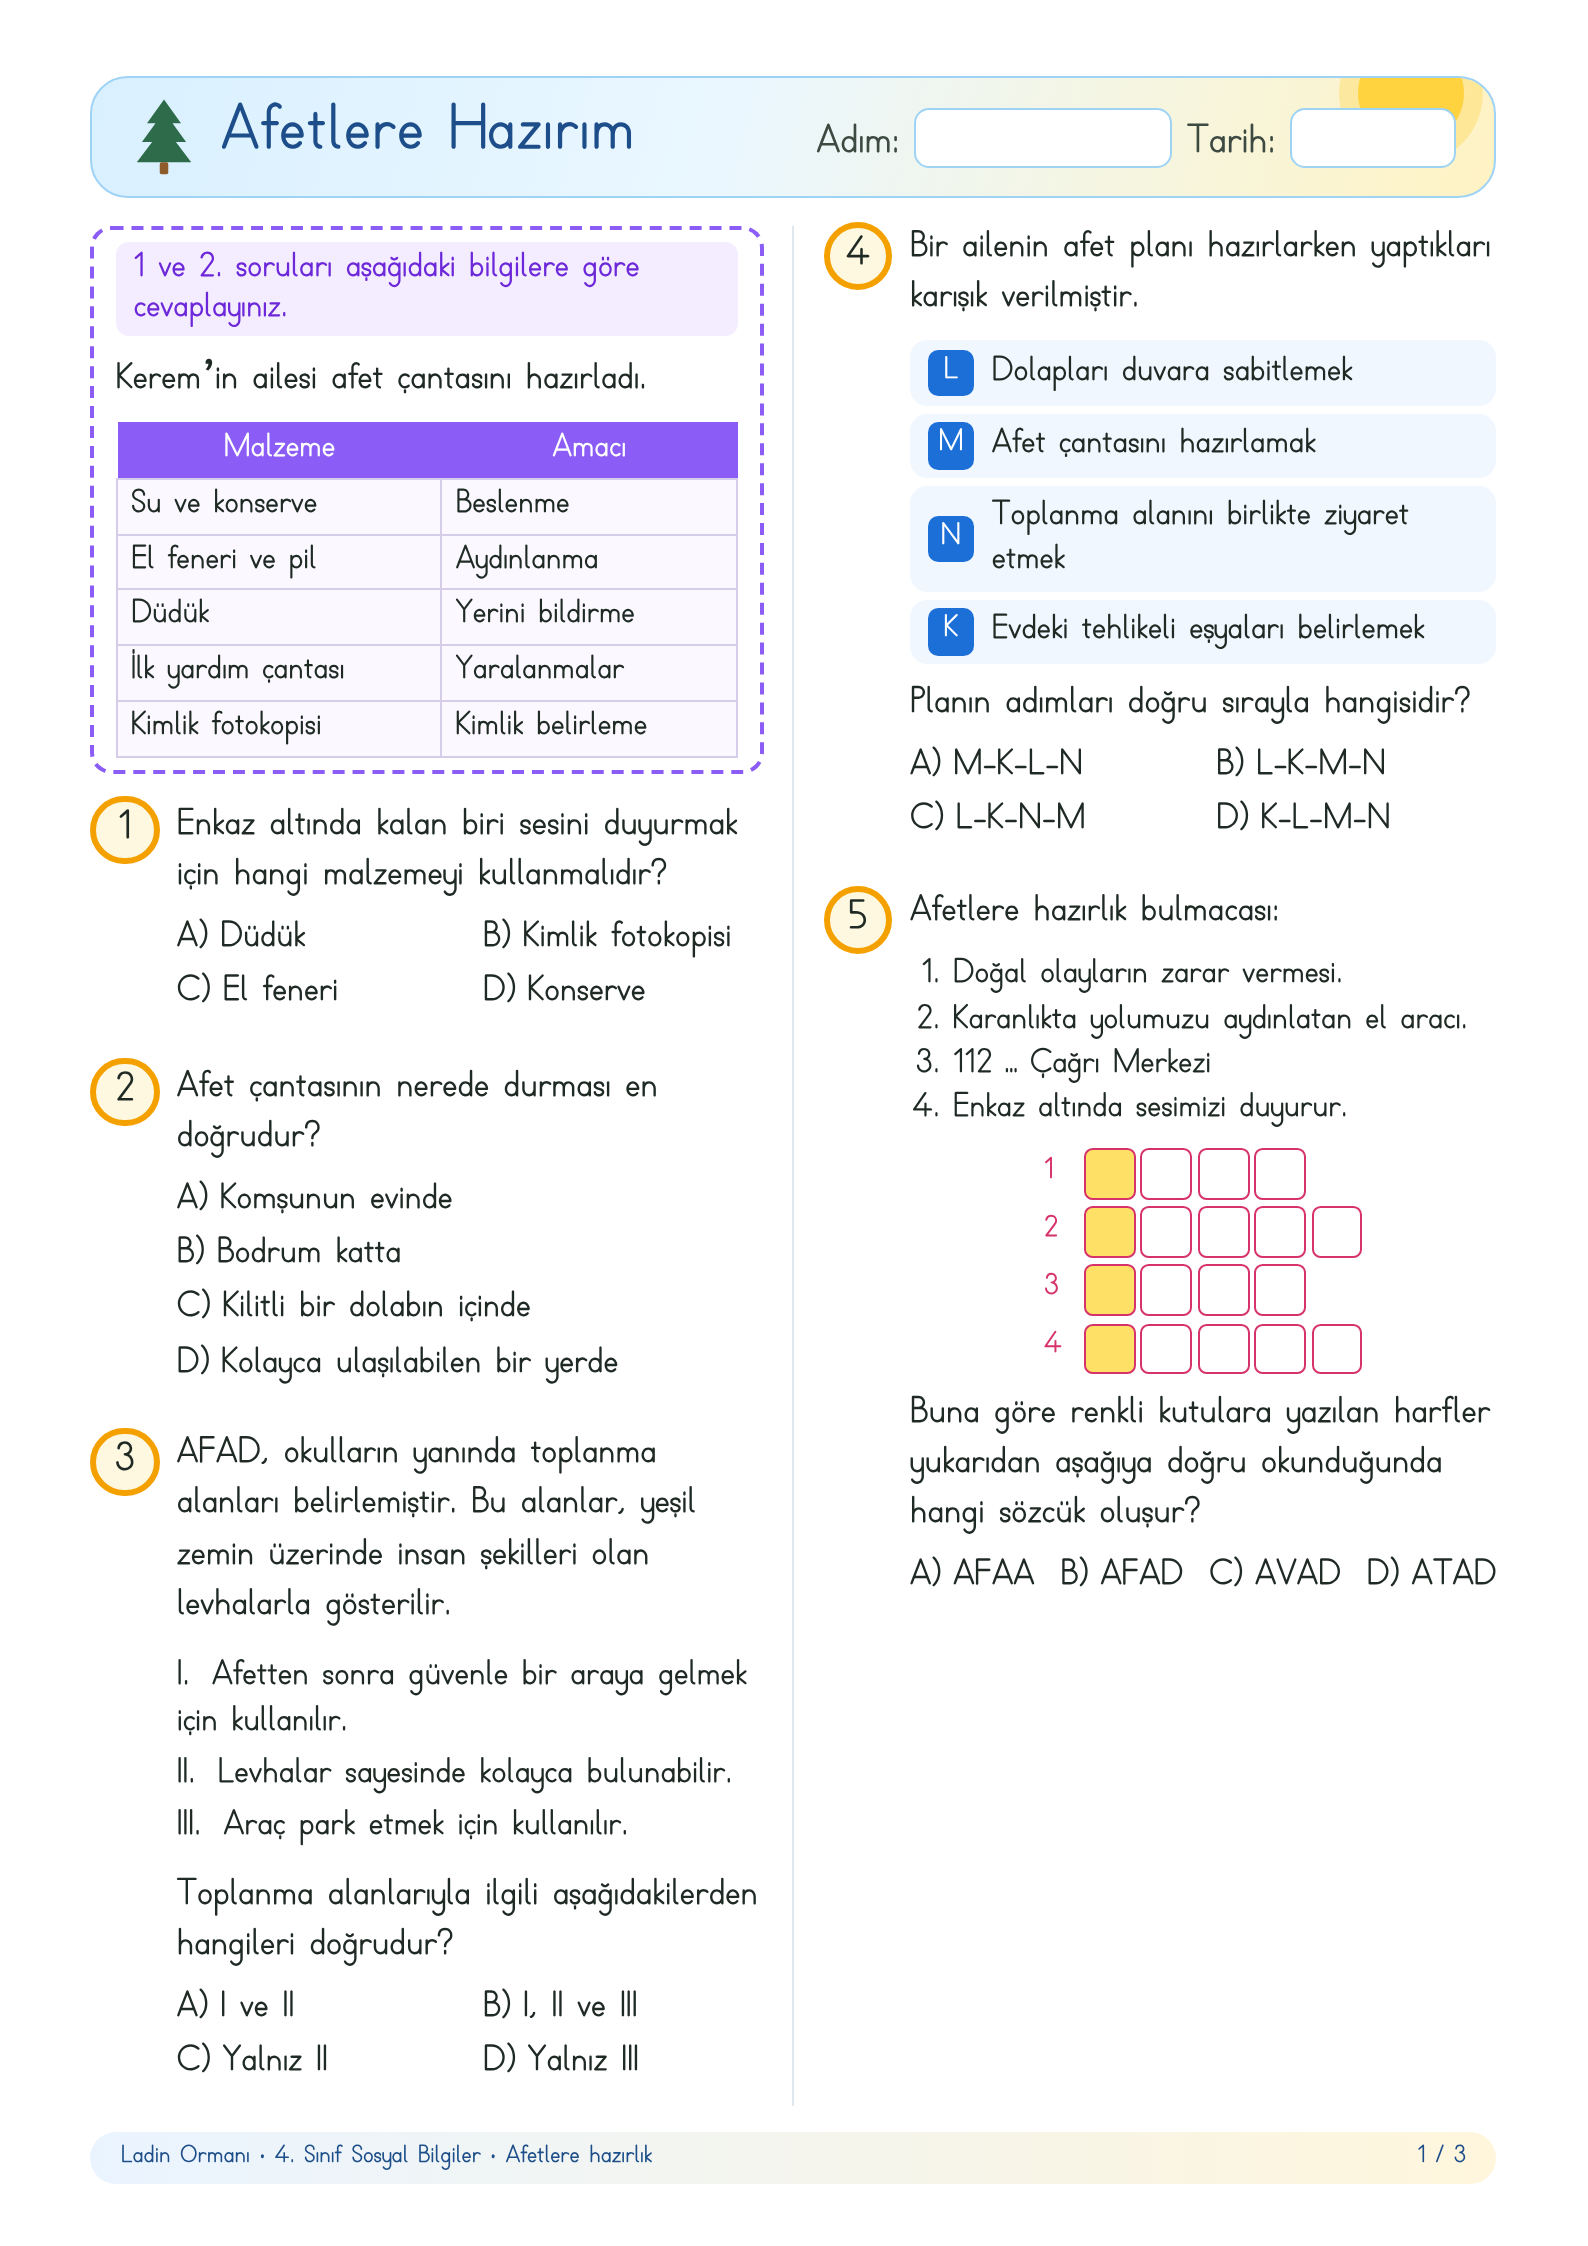 Afetlere Hazırım
Adım:
Tarih:
1 ve 2. soruları aşağıdaki bilgilere göre
cevaplayınız.
Kerem'in ailesi afet çantasını hazırladı.
Malzeme Amacı
Su ve konserve Beslenme
El feneri ve pil Aydınlanma
Düdük Yerini bildirme
İlk yardım çantası Yaralanmalar
Kimlik fotokopisi Kimlik belirleme
1 Enkaz altında kalan biri sesini duyurmak
için hangi malzemeyi kullanmalıdır?
A) Düdük B) Kimlik fotokopisi
C) El feneri D) Konserve
2 Afet çantasının nerede durması en
doğrudur?
A) Komşunun evinde
B) Bodrum katta
C) Kilitli bir dolabın içinde
D) Kolayca ulaşılabilen bir yerde
3 AFAD, okulların yanında toplanma
alanları belirlemiştir. Bu alanlar, yeşil
zemin üzerinde insan şekilleri olan
levhalarla gösterilir.
I. Afetten sonra güvenle bir araya gelmek
için kullanılır.
II. Levhalar sayesinde kolayca bulunabilir.
III. Araç park etmek için kullanılır.
Toplanma alanlarıyla ilgili aşağıdakilerden
hangileri doğrudur?
A) I ve II B) I, II ve III
C) Yalnız II D) Yalnız III
4 Bir ailenin afet planı hazırlarken yaptıkları
karışık verilmiştir.
L Dolapları duvara sabitlemek
M Afet çantasını hazırlamak
N Toplanma alanını birlikte ziyaret
etmek
K Evdeki tehlikeli eşyaları belirlemek
Planın adımları doğru sırayla hangisidir?
A) M-K-L-N B) L-K-M-N
C) L-K-N-M D) K-L-M-N
5 Afetlere hazırlık bulmacası:
1. Doğal olayların zarar vermesi.
2. Karanlıkta yolumuzu aydınlatan el aracı.
3. 112 ... Çağrı Merkezi
4. Enkaz altında sesimizi duyurur.
1
2
3
4
Buna göre renkli kutulara yazılan harfler
yukarıdan aşağıya doğru okunduğunda
hangi sözcük oluşur?
A) AFAA B) AFAD C) AVAD D) ATAD
Ladin Ormanı • 4. Sınıf Sosyal Bilgiler • Afetlere hazırlık
1 / 3